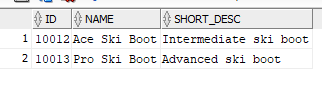 ID NAME SHORT_DESC
1 10012 Ace Ski Boot Intermediate ski boot
2 10013 Pro Ski Boot Advanced ski boot